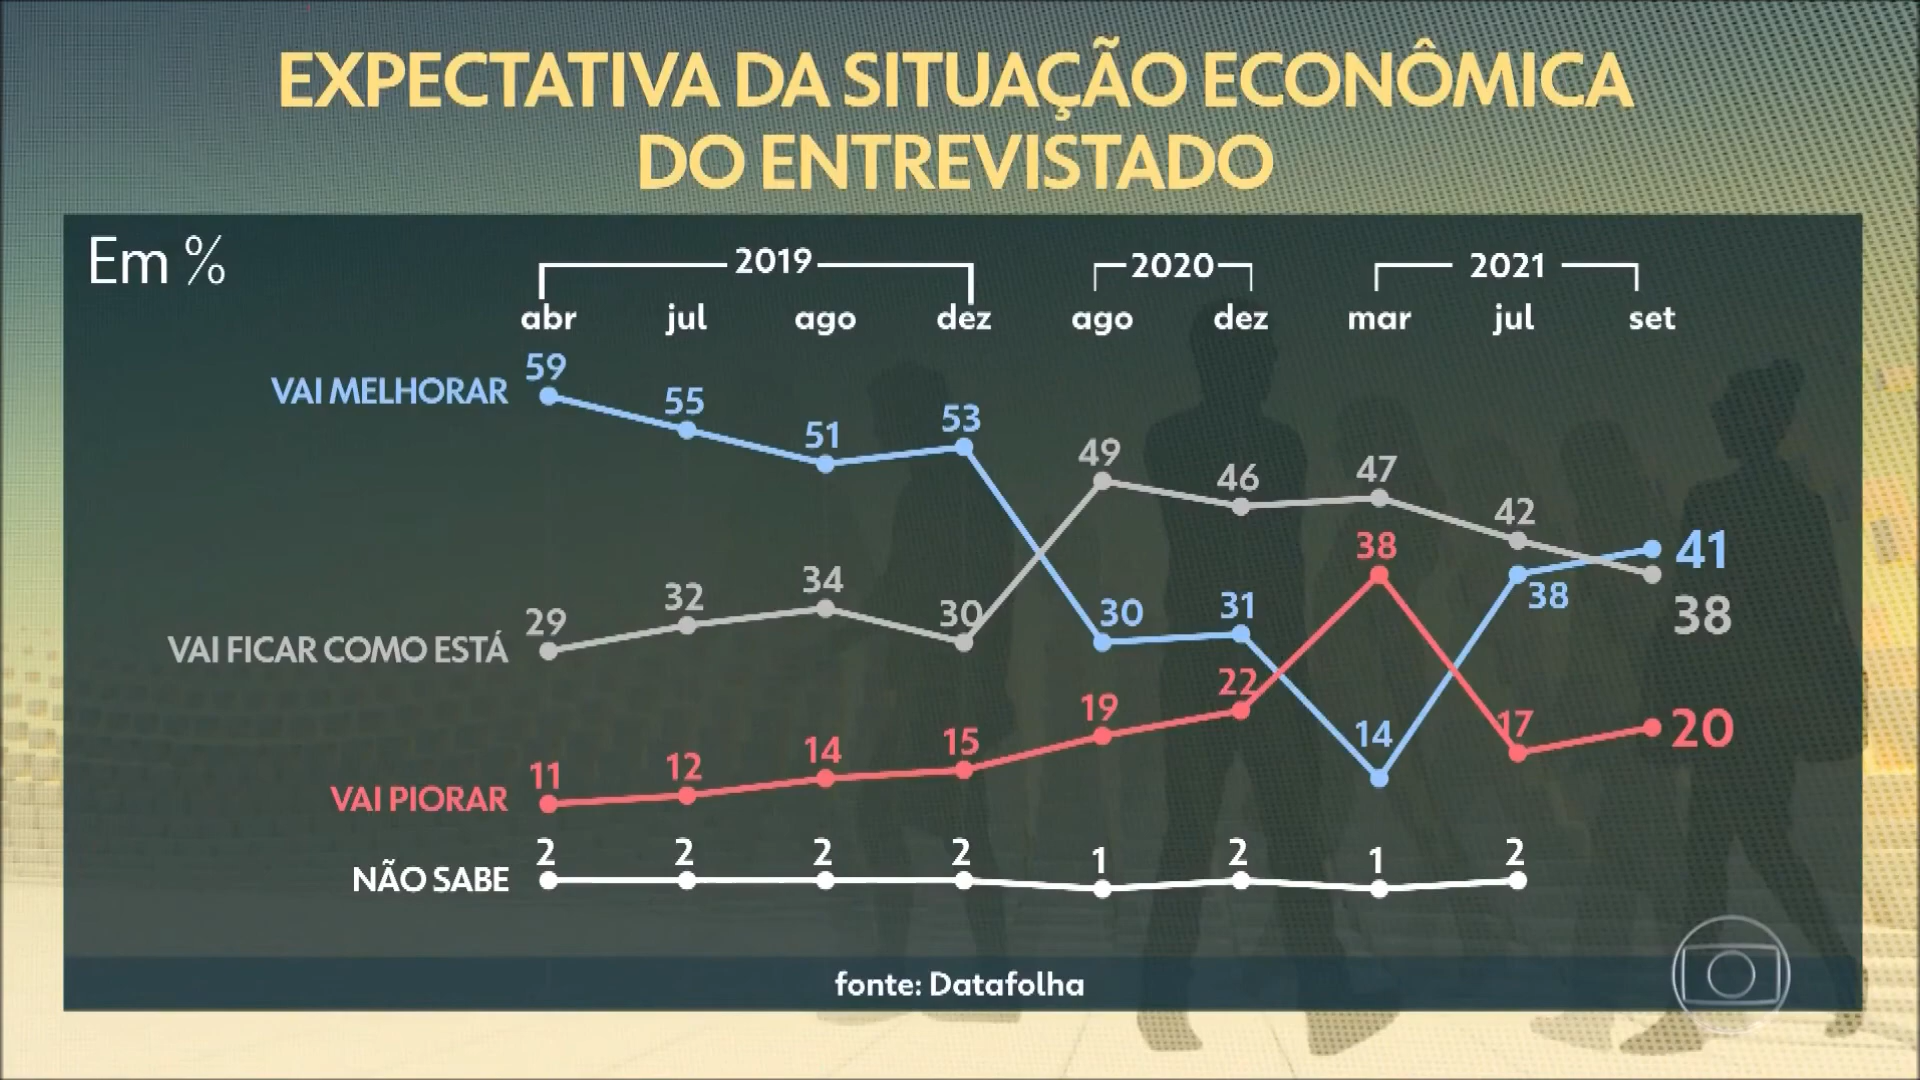 EXPECTATIVA DA SITUAÇÃO ECONÔMICA
DO ENTREVISTADO
Em %
2019 2020 2021
abr jul ago dez ago dez mar jul set
VAI MELHORAR 59 55 51 53 30 31 14 38 41
VAI FICAR COMO ESTÁ 29 32 34 30 49 46 47 42 38
VAI PIORAR 11 12 14 15 19 22 38 17 20
NÃO SABE 2 2 2 2 1 2 1 2
fonte: Datafolha